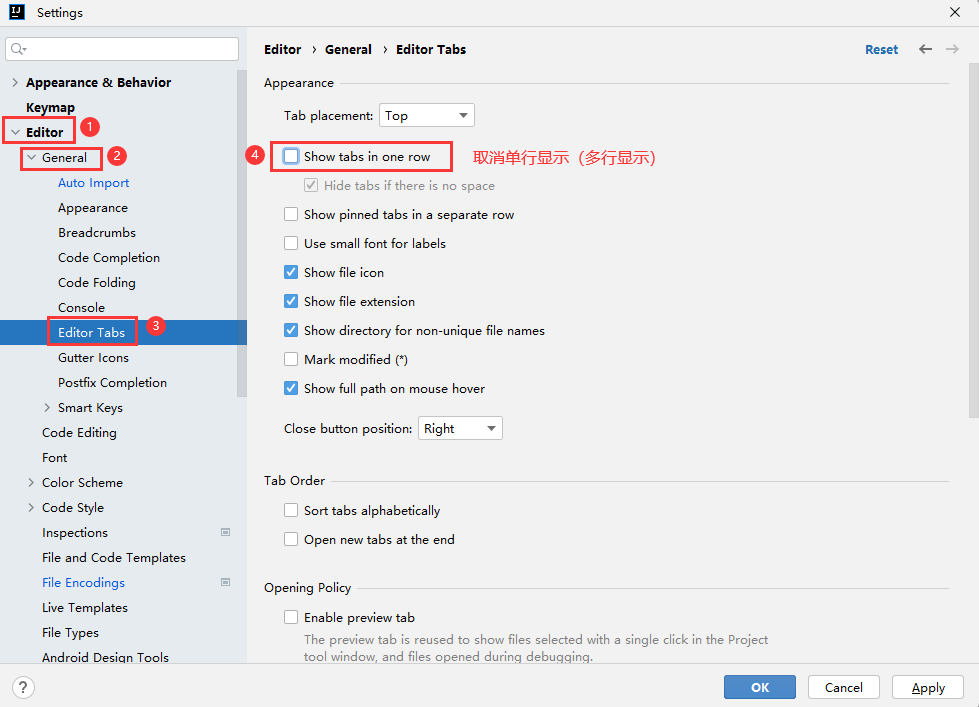 Settings
Appearance & Behavior
Keymap
Editor
1
General
2
Auto Import
Appearance
Breadcrumbs
Code Completion
Code Folding
Console
Editor Tabs
3
Gutter Icons
Postfix Completion
Smart Keys
Code Editing
Font
Color Scheme
Code Style
Inspections
File and Code Templates
File Encodings
Live Templates
File Types
Android Design Tools
Editor › General › Editor Tabs
Reset
Appearance
Tab placement: Top
4
Show tabs in one row
取消单行显示（多行显示）
Hide tabs if there is no space
Show pinned tabs in a separate row
Use small font for labels
Show file icon
Show file extension
Show directory for non-unique file names
Mark modified (*)
Show full path on mouse hover
Close button position: Right
Tab Order
Sort tabs alphabetically
Open new tabs at the end
Opening Policy
Enable preview tab
The preview tab is reused to show files selected with a single click in the Project
tool window, and files opened during debugging.
?
OK
Cancel
Apply